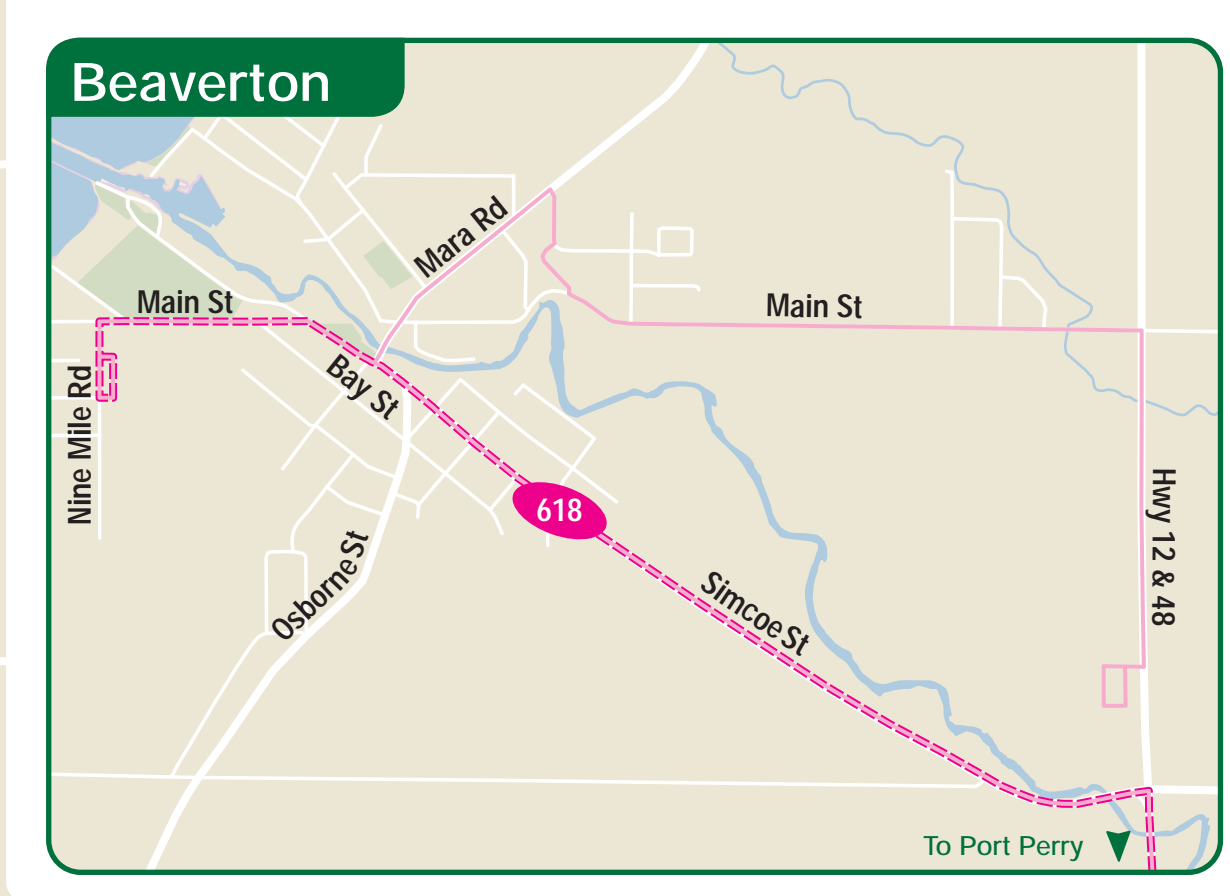 Beaverton
Mara Rd
Main St
Main St
Bay St
Nine Mile Rd
618
Hwy 12 & 48
Osborne St
Simcoe St
To Port Perry